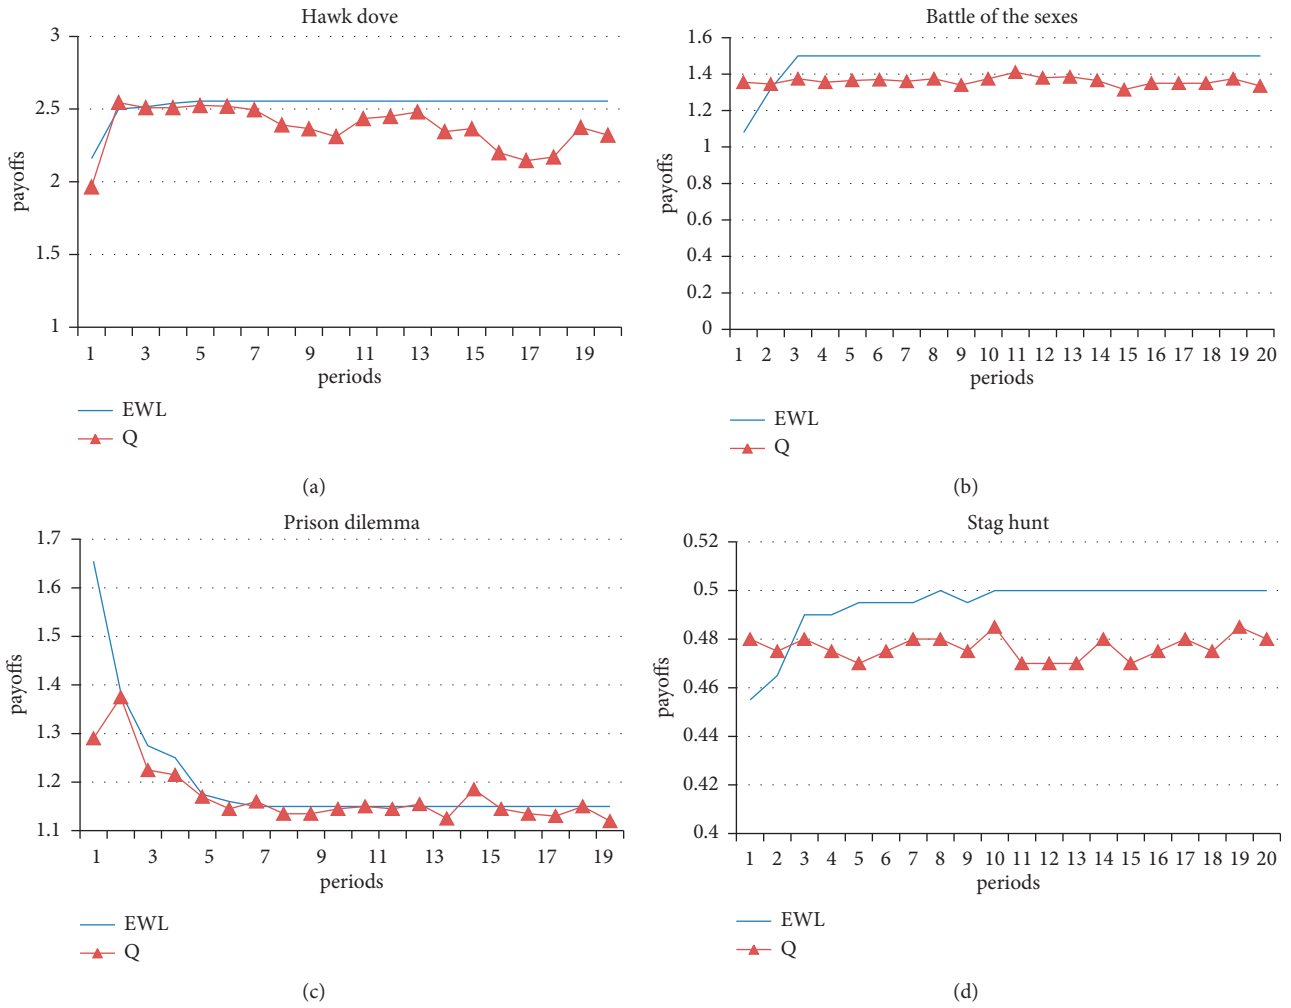 Hawk dove
3
2.5
2
1.5
1
payoffs
1 3 5 7 9 11 13 15 17 19
periods
EWL
Q
(a)
Battle of the sexes
1.6
1.4
1.2
1
0.8
0.6
0.4
0.2
0
payoffs
1 2 3 4 5 6 7 8 9 10 11 12 13 14 15 16 17 18 19 20
periods
EWL
Q
(b)
Prison dilemma
1.7
1.6
1.5
1.4
1.3
1.2
1.1
payoffs
1 3 5 7 9 11 13 15 17 19
periods
EWL
Q
(c)
Stag hunt
0.52
0.5
0.48
0.46
0.44
0.42
0.4
payoffs
1 2 3 4 5 6 7 8 9 10 11 12 13 14 15 16 17 18 19 20
periods
EWL
Q
(d)